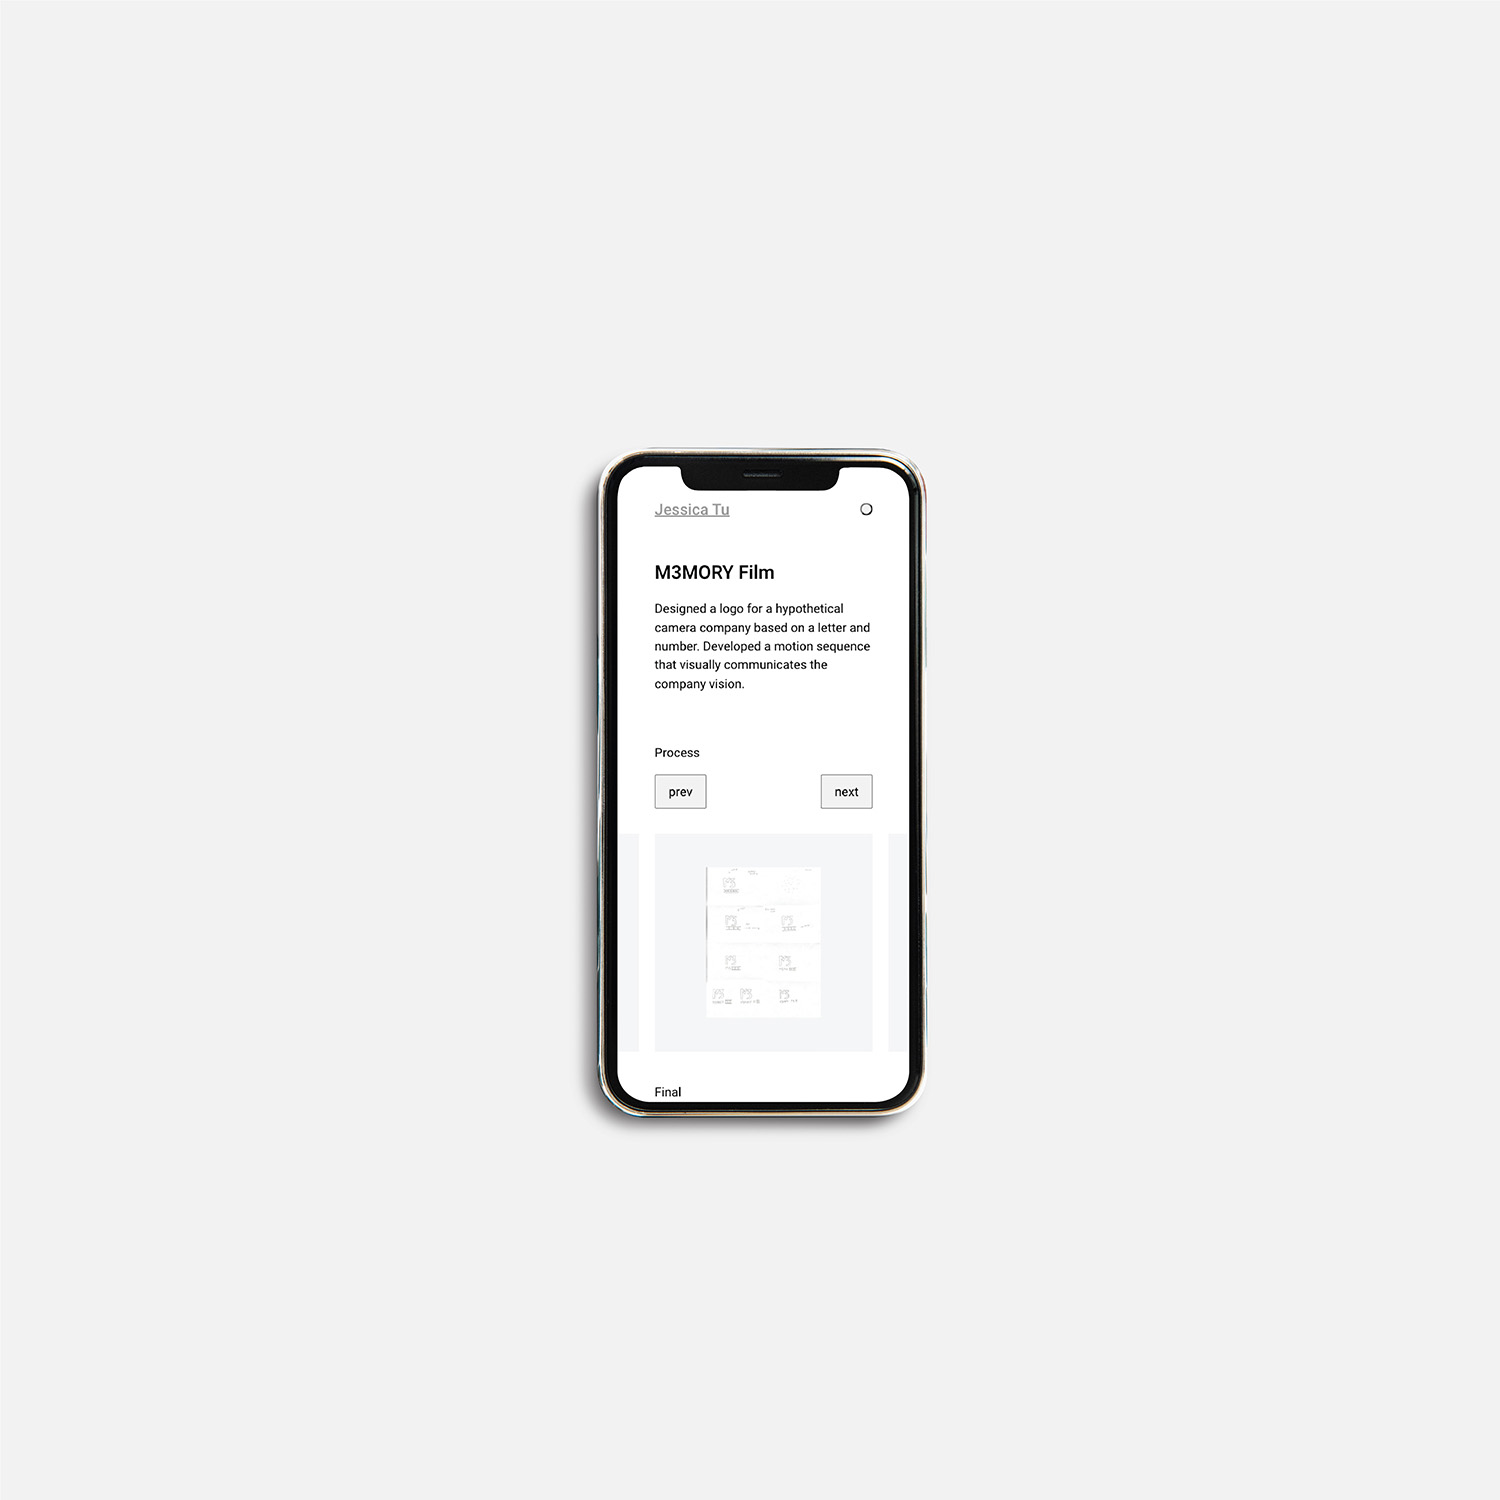 Jessica Tu
M3MORY Film
Designed a logo for a hypothetical
camera company based on a letter and
number. Developed a motion sequence
that visually communicates the
company vision.
Process
prev
next
Final